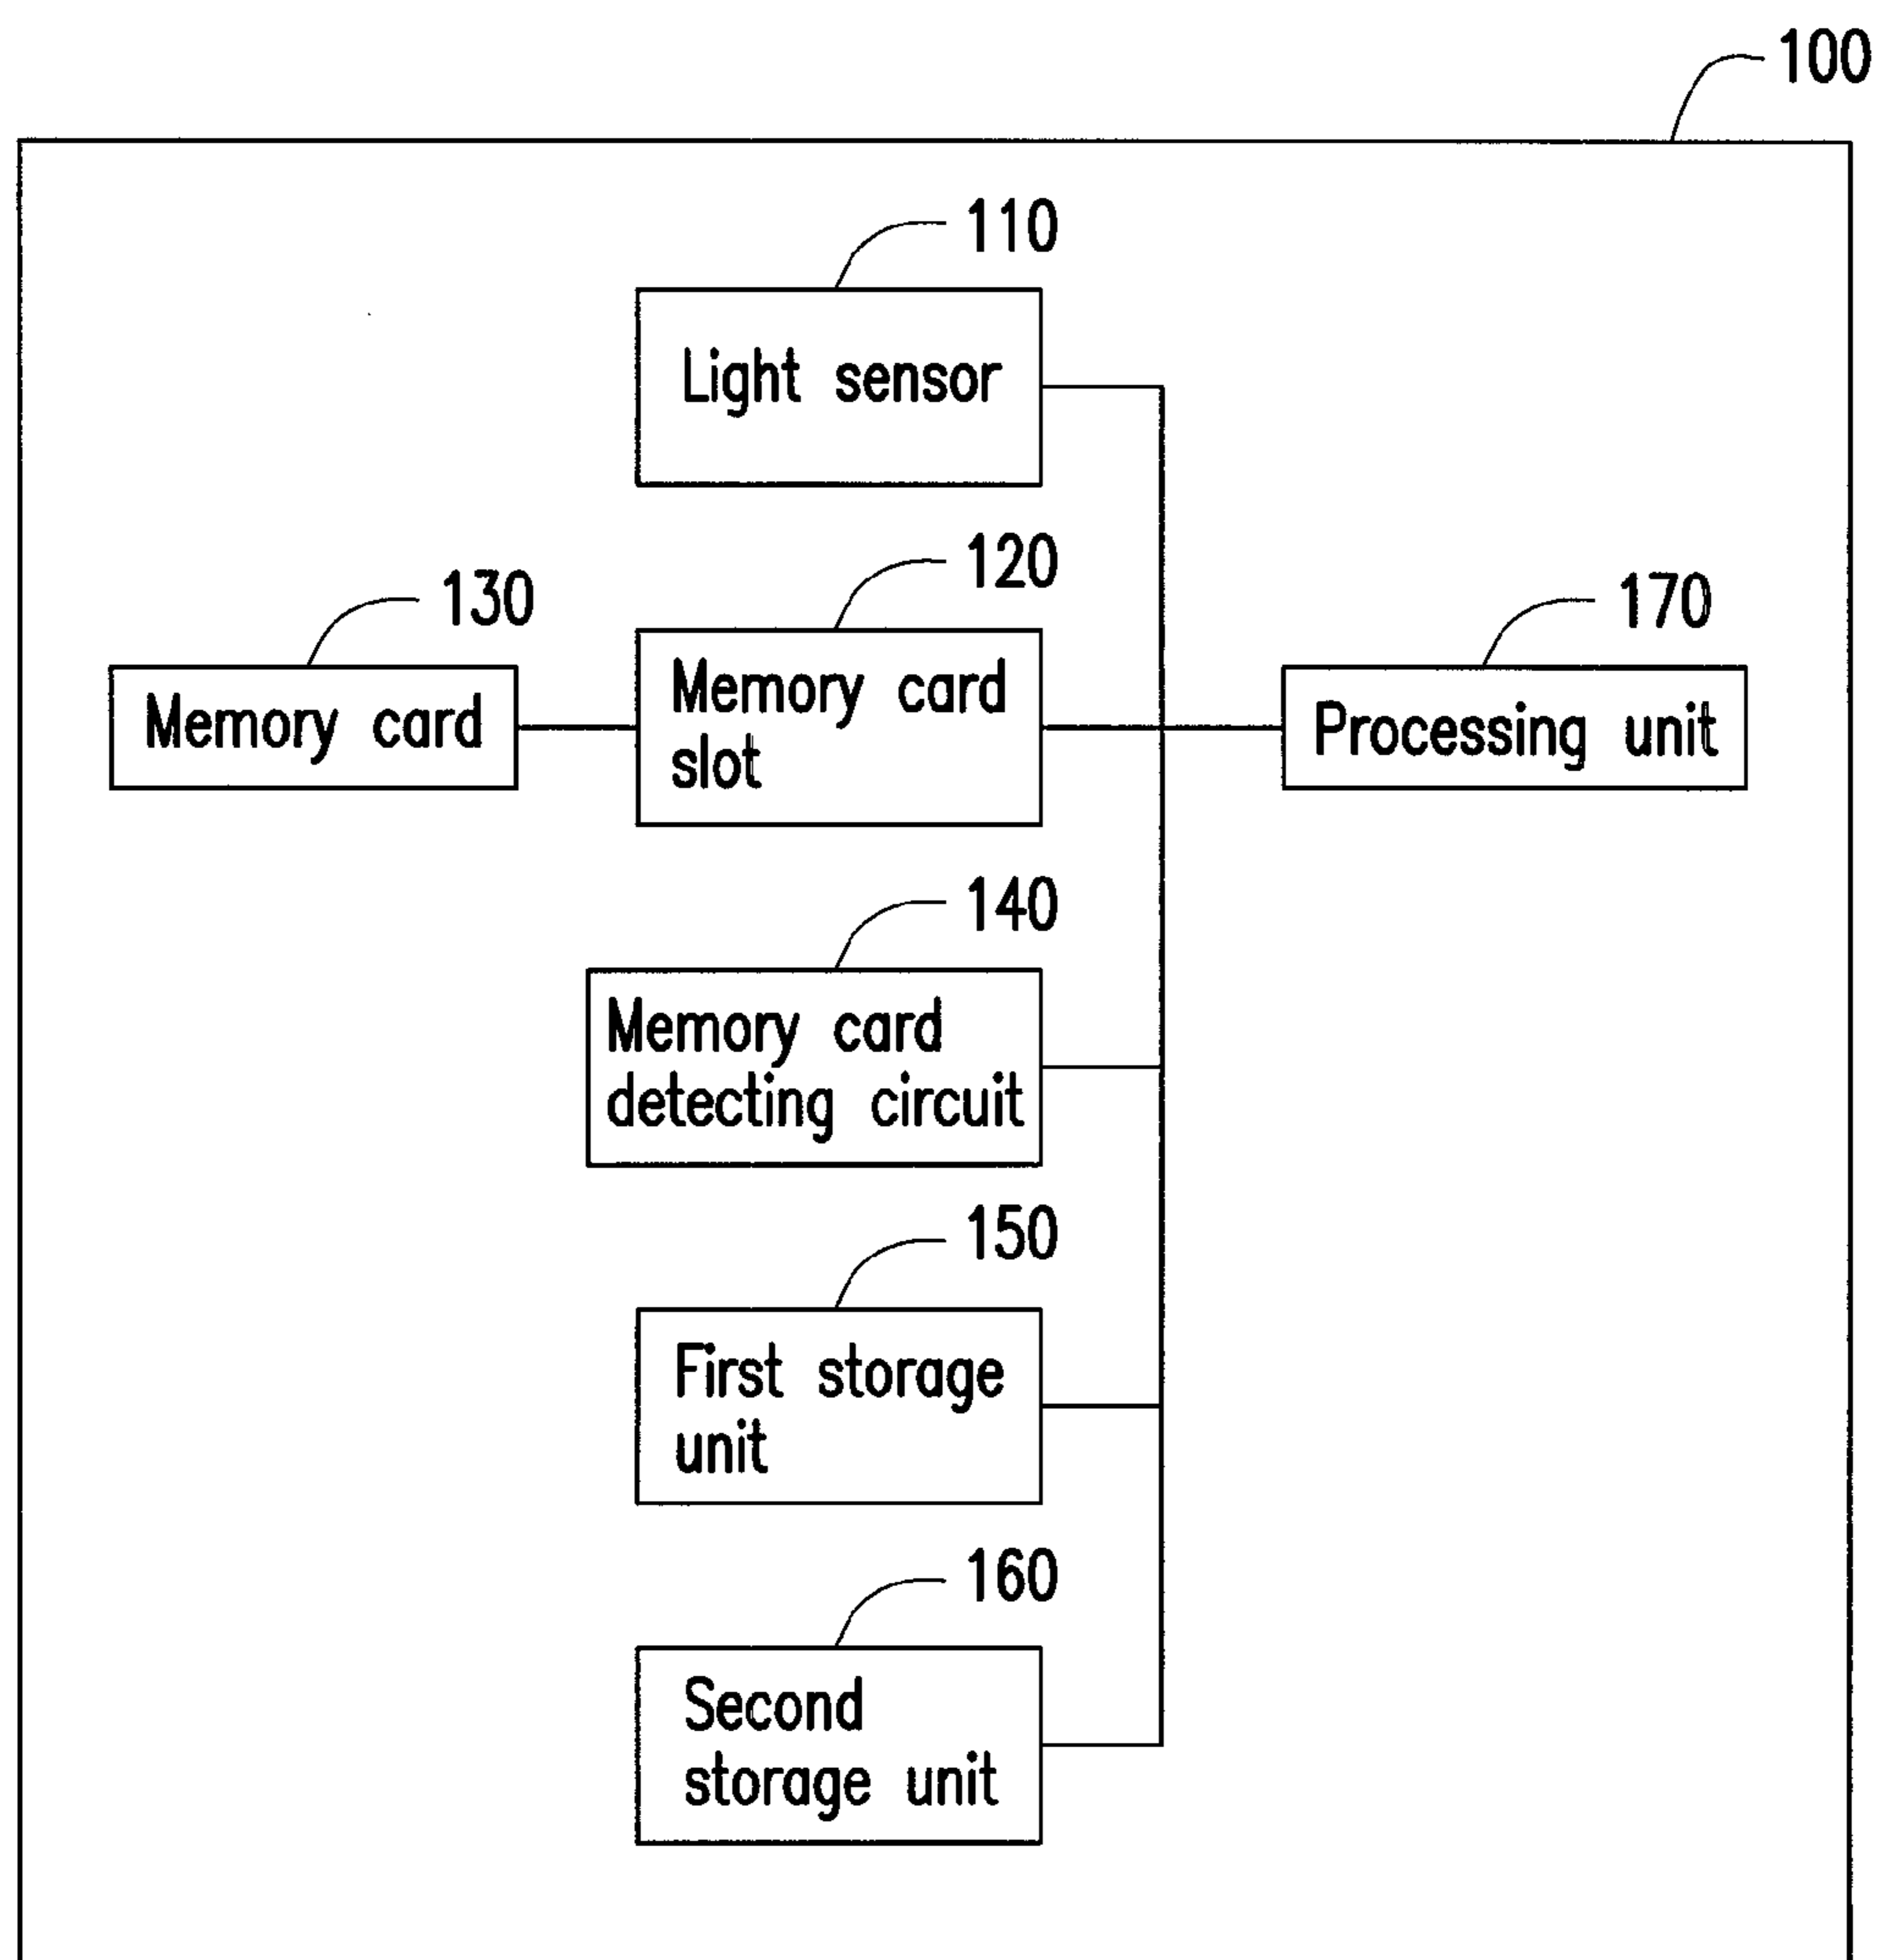 100
110
Light sensor
120
130
170
Memory card
slot
Memory card
Processing unit
140
Memory card
detecting circuit
150
First storage
unit
160
Second
storage unit